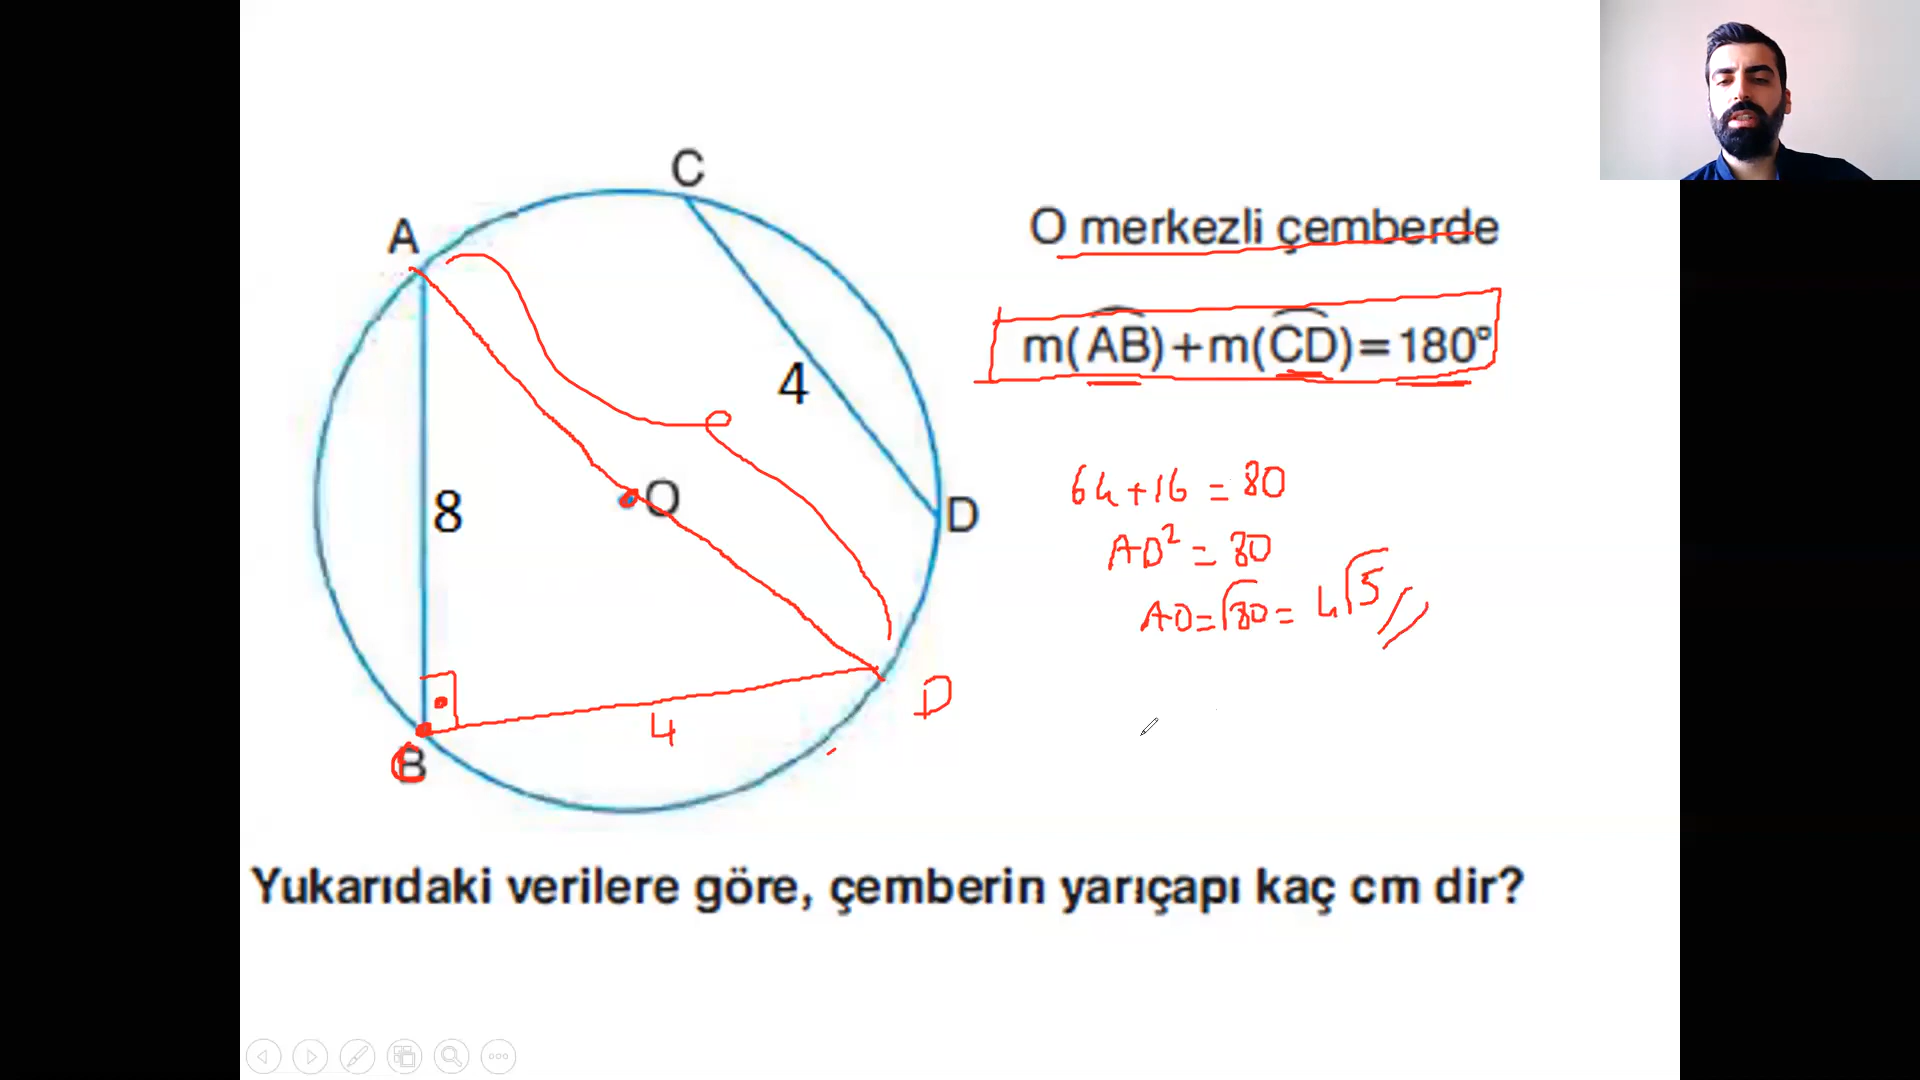 C
A
O merkezli çemberde
m(AB)+m(CD)=180°
4
64+16=80
O
8
D
AD²=80
AD=√80=4√5
D
4
B
Yukarıdaki verilere göre, çemberin yarıçapı kaç cm dir?